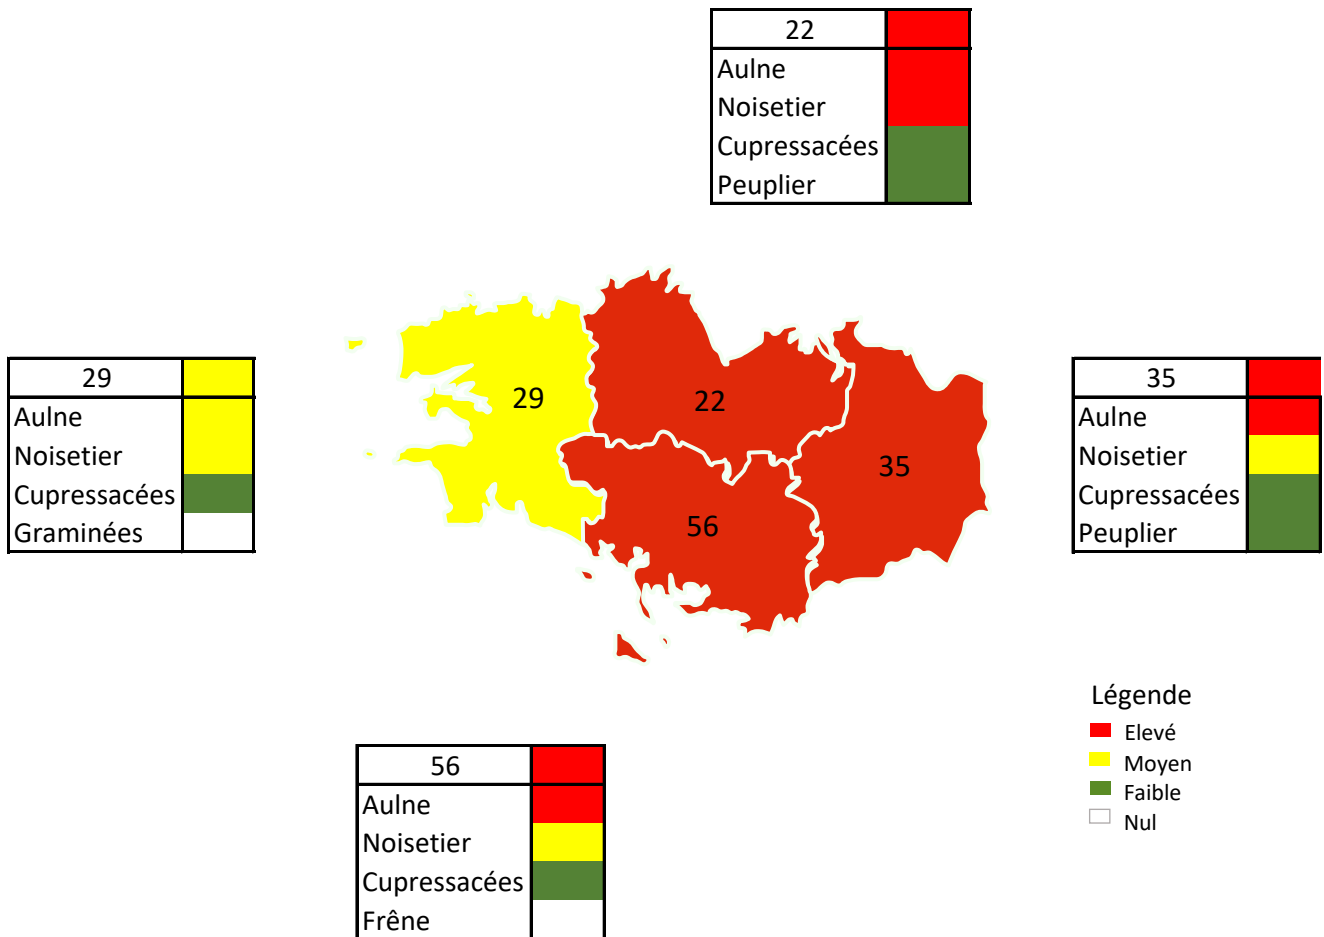 22
Aulne
Noisetier
Cupressacées
Peuplier
29
Aulne
Noisetier
Cupressacées
Graminées
29
22
35
56
35
Aulne
Noisetier
Cupressacées
Peuplier
Légende
Elevé
Moyen
Faible
Nul
56
Aulne
Noisetier
Cupressacées
Frêne